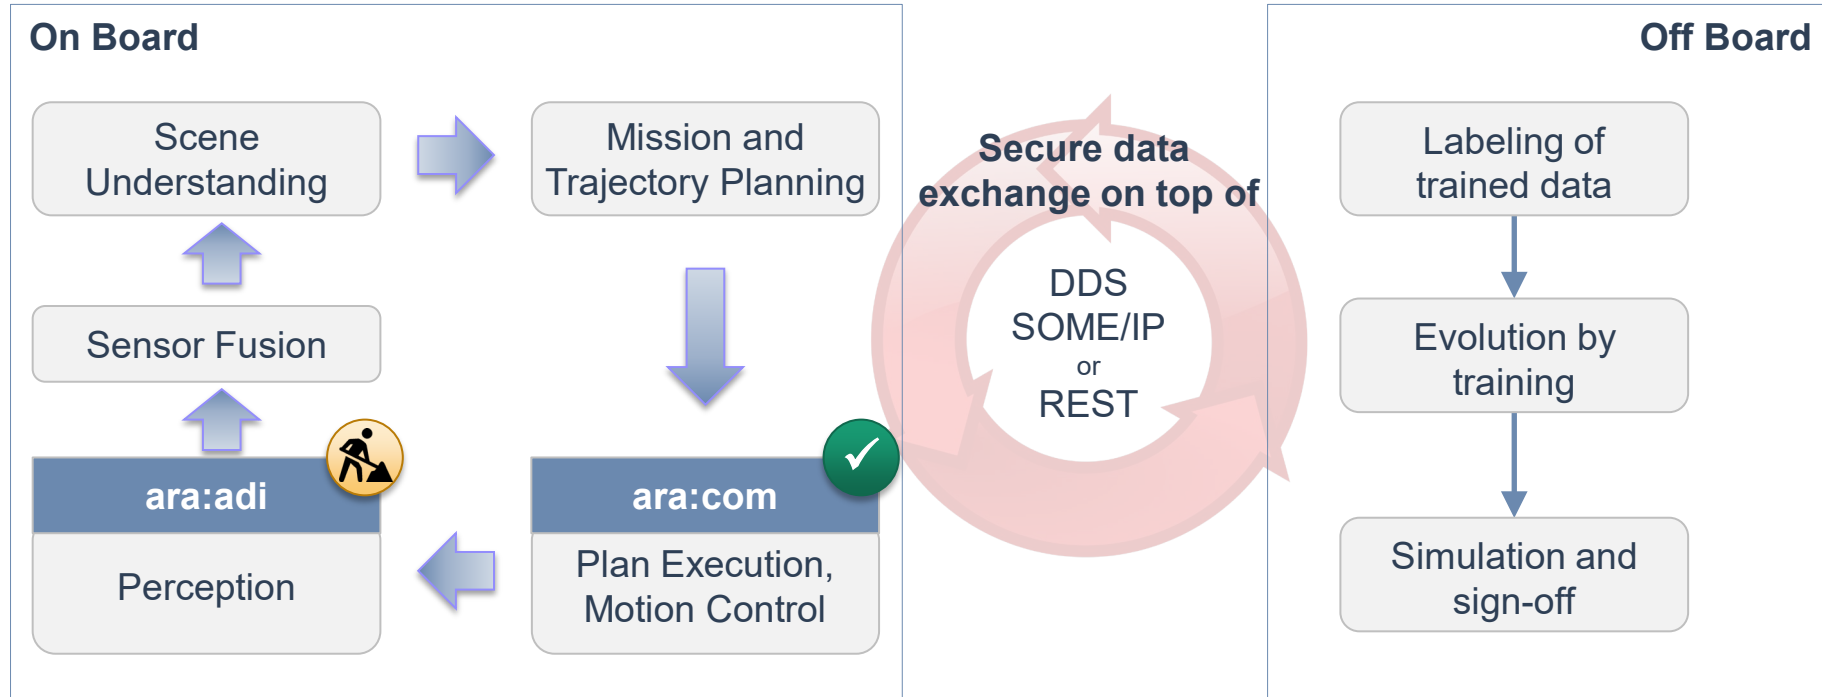 On Board
Scene
Understanding
Mission and
Trajectory Planning
Sensor Fusion
ara:adi
Perception
ara:com
Plan Execution,
Motion Control
Secure data
exchange on top of
DDS
SOME/IP
or
REST
Off Board
Labeling of
trained data
Evolution by
training
Simulation and
sign-off